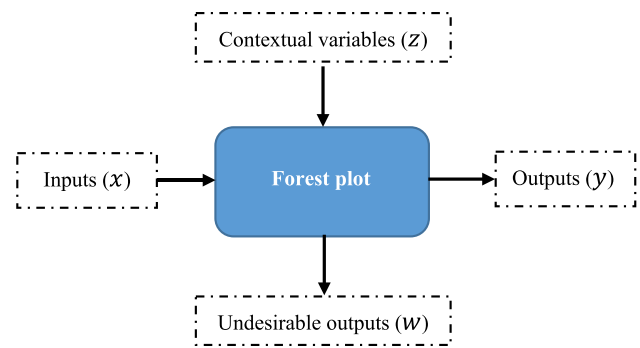 Contextual variables (z)
Inputs (x)
Forest plot
Outputs (y)
Undesirable outputs (w)